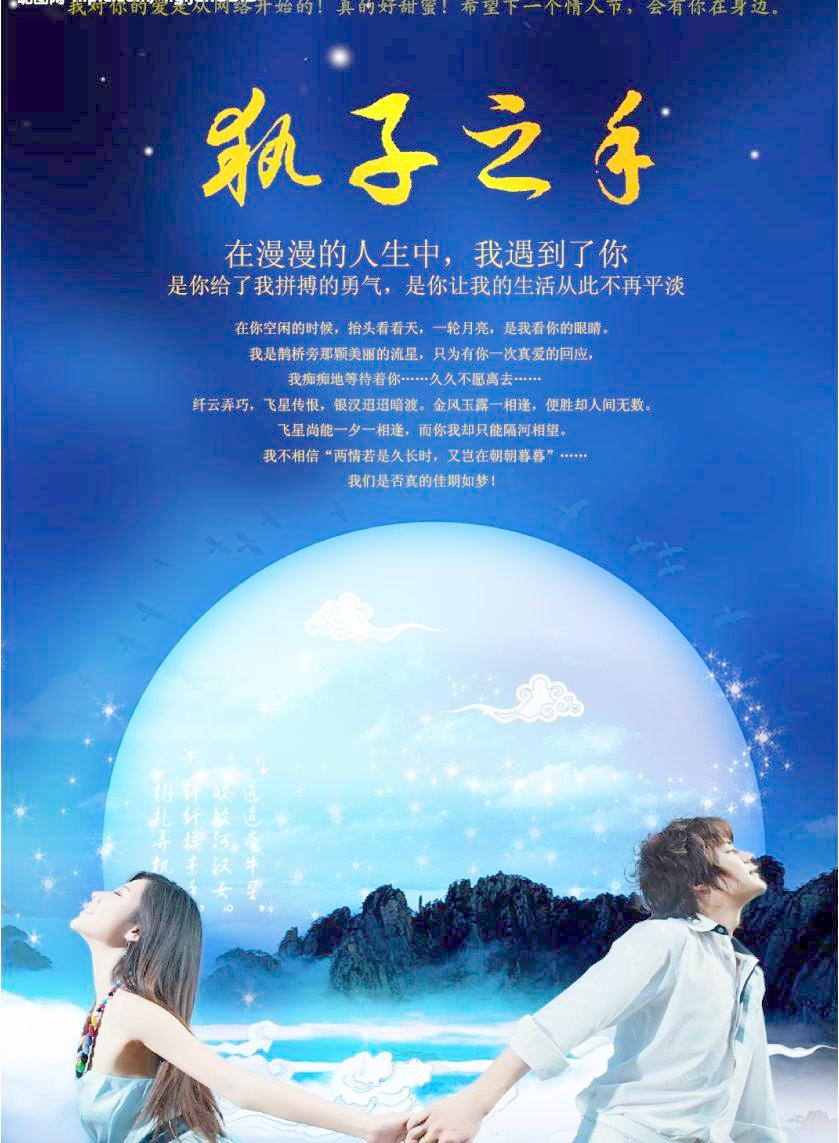 我对你的爱是从网络开始的！真的好甜蜜！希望下一个情人节，会有你在身边。
执子之手
在漫漫的人生中，我遇到了你
是你给了我拼搏的勇气，是你让我的生活从此不再平淡
在你空闲的时候，抬头看看天，一轮月亮，是我看你的眼睛。
我是鹊桥旁那颗美丽的流星，只为有你一次真爱的回应，
我痴痴地等待着你……久久不愿离去……
纤云弄巧，飞星传恨，银汉迢迢暗渡。金风玉露一相逢，便胜却人间无数。
飞星尚能一夕一相逢，而你我却只能隔河相望。
我不相信“两情若是久长时，又岂在朝朝暮暮”……
我们是否真的佳期如梦！
迢迢牵牛星，
皎皎河汉女。
纤纤擢素手，
札札弄机